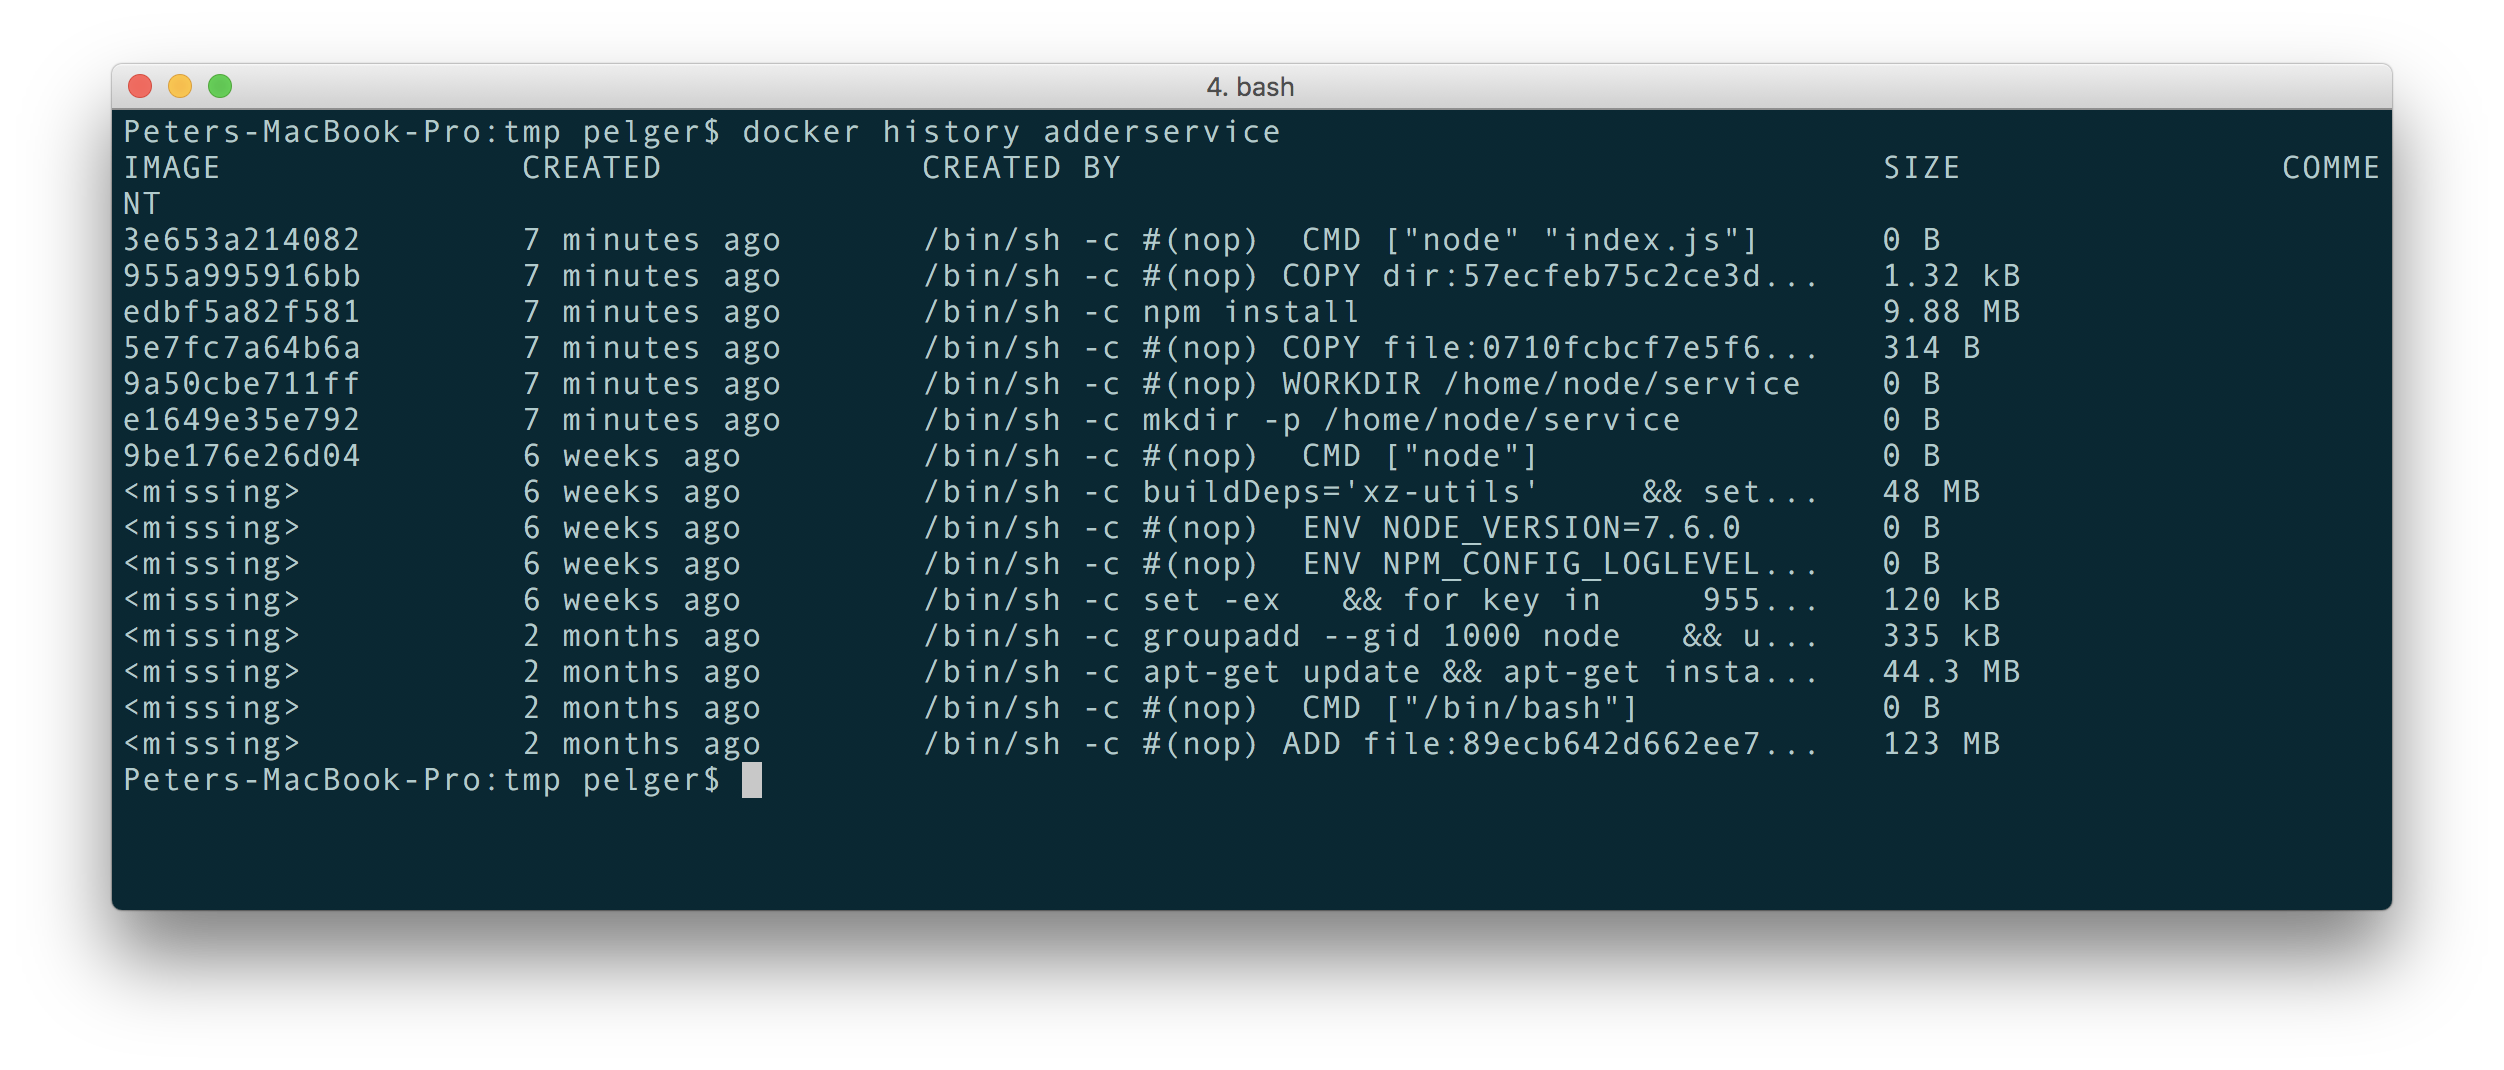 4. bash
Peters-MacBook-Pro:tmp pelger$ docker history adderservice
IMAGE               CREATED             CREATED BY                                      SIZE                COMME
NT
3e653a214082        7 minutes ago       /bin/sh -c #(nop)  CMD ["node" "index.js"]      0 B
955a995916bb        7 minutes ago       /bin/sh -c #(nop) COPY dir:57ecfeb75c2ce3d...   1.32 kB
edbf5a82f581        7 minutes ago       /bin/sh -c npm install                          9.88 MB
5e7fc7a64b6a        7 minutes ago       /bin/sh -c #(nop) COPY file:0710fcbcf7e5f6...   314 B
9a50cbe711ff        7 minutes ago       /bin/sh -c #(nop) WORKDIR /home/node/service    0 B
e1649e35e792        7 minutes ago       /bin/sh -c mkdir -p /home/node/service          0 B
9be176e26d04        6 weeks ago         /bin/sh -c #(nop)  CMD ["node"]                 0 B
<missing>           6 weeks ago         /bin/sh -c buildDeps='xz-utils'     && set...   48 MB
<missing>           6 weeks ago         /bin/sh -c #(nop)  ENV NODE_VERSION=7.6.0       0 B
<missing>           6 weeks ago         /bin/sh -c #(nop)  ENV NPM_CONFIG_LOGLEVEL...   0 B
<missing>           6 weeks ago         /bin/sh -c set -ex   && for key in     955...   120 kB
<missing>           2 months ago        /bin/sh -c groupadd --gid 1000 node   && u...   335 kB
<missing>           2 months ago        /bin/sh -c apt-get update && apt-get insta...   44.3 MB
<missing>           2 months ago        /bin/sh -c #(nop)  CMD ["/bin/bash"]            0 B
<missing>           2 months ago        /bin/sh -c #(nop) ADD file:89ecb642d662ee7...   123 MB
Peters-MacBook-Pro:tmp pelger$